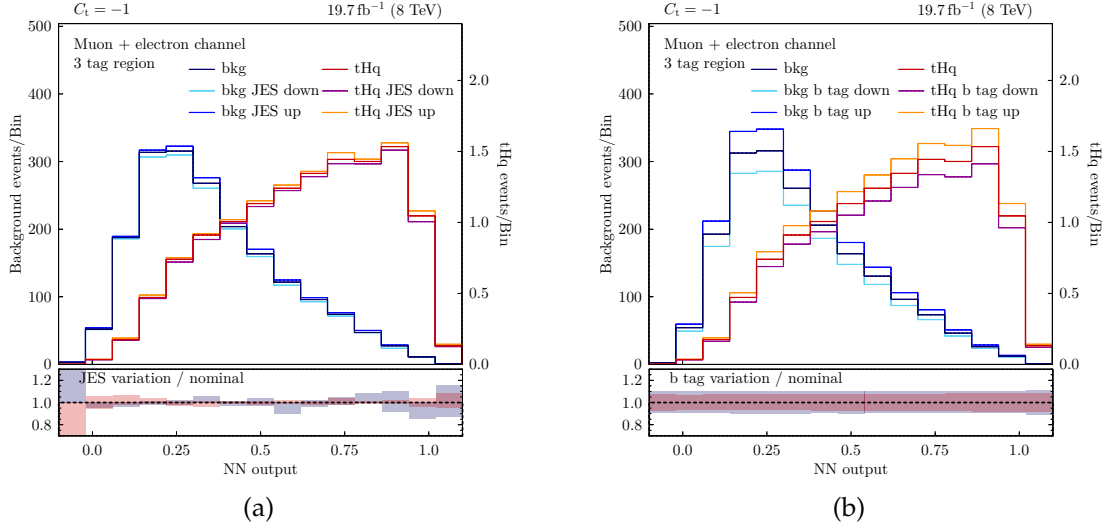 C_t = −1 19.7 fb⁻¹ (8 TeV)
500
400
300
200
100
0
Background events/Bin
Muon + electron channel
3 tag region
bkg tHq
bkg JES down tHq JES down
bkg JES up tHq JES up
2.0
1.5
1.0
0.5
0.0
tHq events/Bin
JES variation / nominal
1.2
1.0
0.8
0.0 0.25 0.5 0.75 1.0
NN output
(a)
C_t = −1 19.7 fb⁻¹ (8 TeV)
500
400
300
200
100
0
Background events/Bin
Muon + electron channel
3 tag region
bkg tHq
bkg b tag down tHq b tag down
bkg b tag up tHq b tag up
2.0
1.5
1.0
0.5
0.0
tHq events/Bin
b tag variation / nominal
1.2
1.0
0.8
0.0 0.25 0.5 0.75 1.0
NN output
(b)